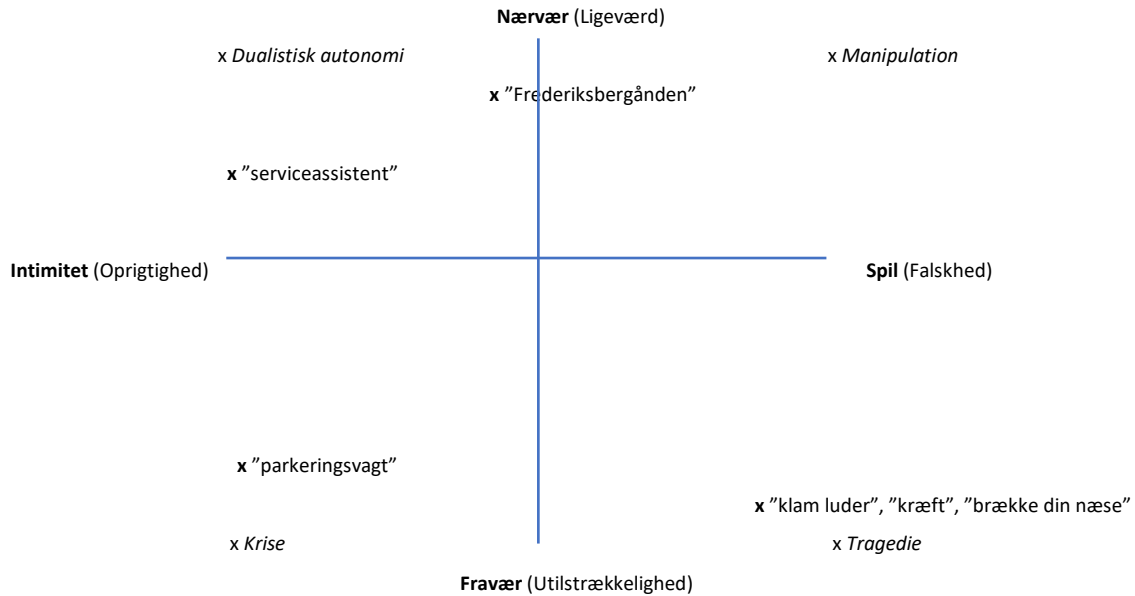 Nærvær (Ligeværd)
x Dualistisk autonomi
x Manipulation
x ”Frederiksbergånden”
x ”serviceassistent”
Intimitet (Oprigtighed)
Spil (Falskhed)
x ”parkeringsvagt”
x ”klam luder”, ”kræft”, ”brække din næse”
x Krise
x Tragedie
Fravær (Utilstrækkelighed)